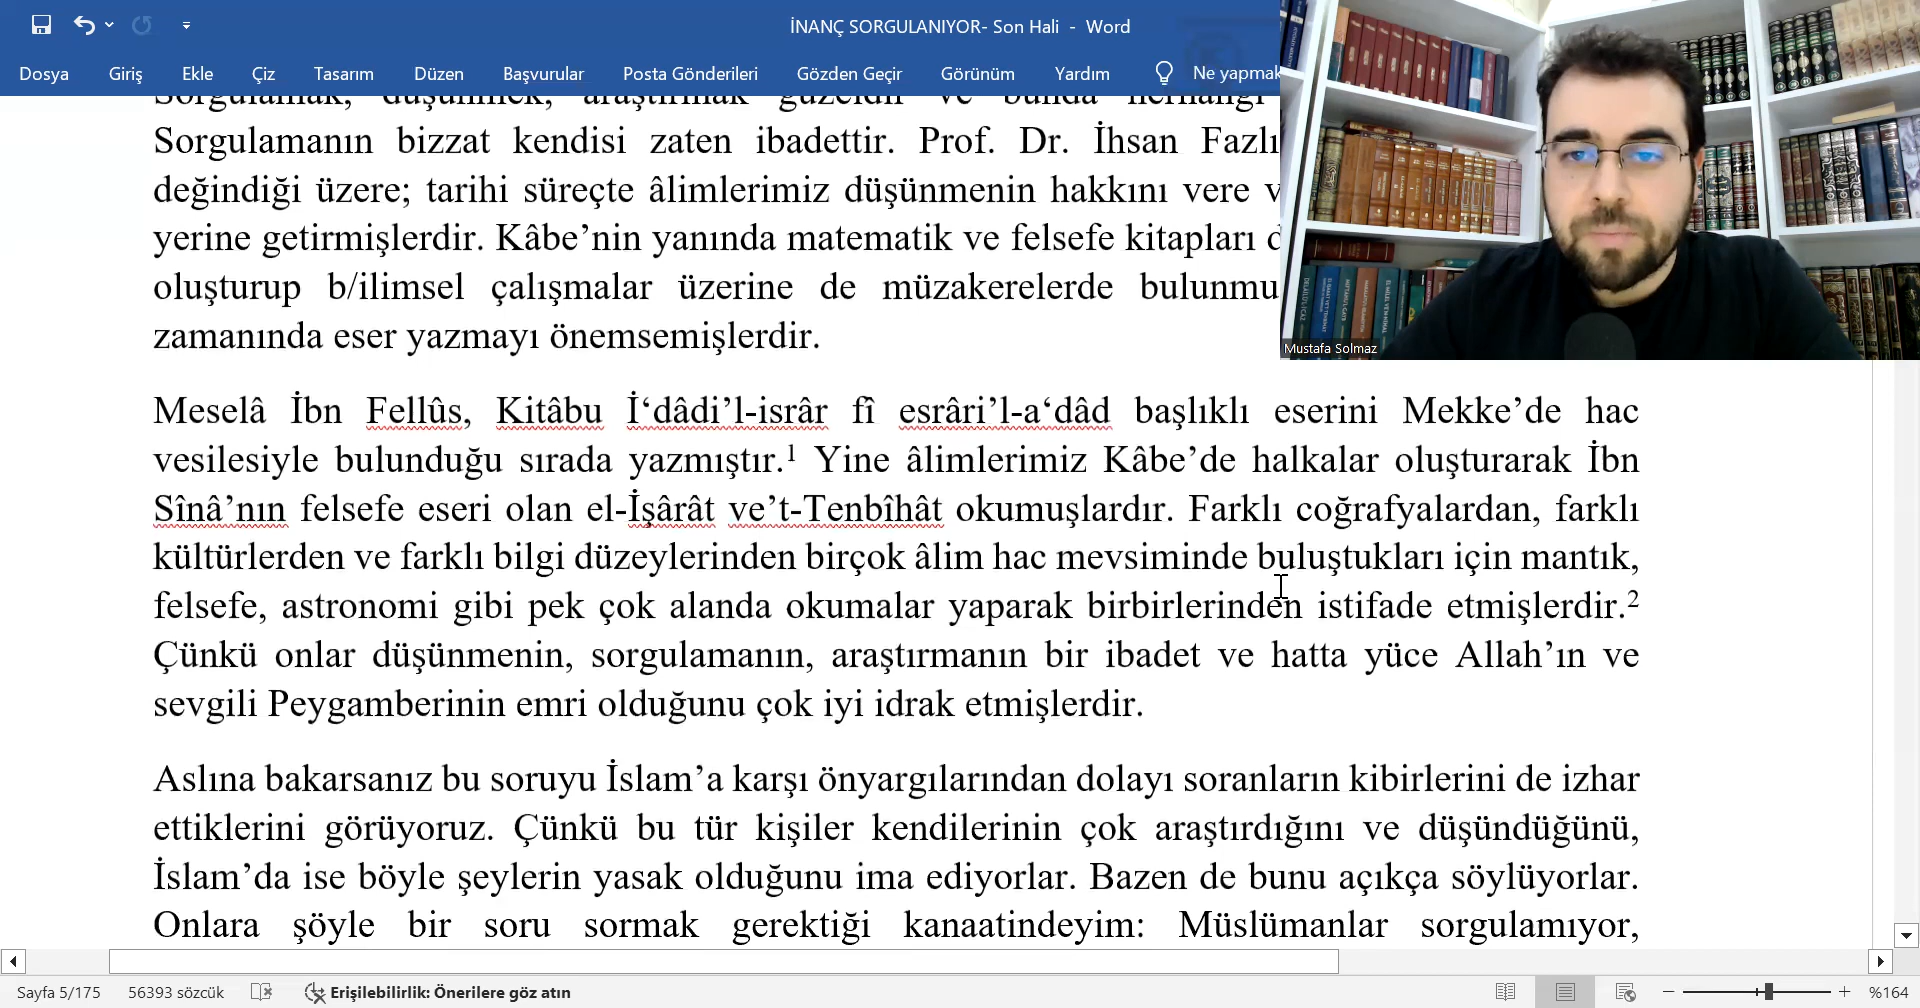 İNANÇ SORGULANIYOR- Son Hali - Word
Dosya Giriş Ekle Çiz Tasarım Düzen Başvurular Posta Gönderileri Gözden Geçir Görünüm Yardım Ne yapmak
Sorgulamak, düşünmek, araştırmak güzeldir ve bunda herhangi
Sorgulamanın bizzat kendisi zaten ibadettir. Prof. Dr. İhsan Fazlı
değindiği üzere; tarihi süreçte âlimlerimiz düşünmenin hakkını vere v
yerine getirmişlerdir. Kâbe’nin yanında matematik ve felsefe kitapları d
oluşturup b/ilimsel çalışmalar üzerine de müzakerelerde bulunmu
zamanında eser yazmayı önemsemişlerdir.
Mustafa Solmaz
Meselâ İbn Fellûs, Kitâbu İ‘dâdi’l-isrâr fî esrâri’l-a‘dâd başlıklı eserini Mekke’de hac
vesilesiyle bulunduğu sırada yazmıştır.¹ Yine âlimlerimiz Kâbe’de halkalar oluşturarak İbn
Sînâ’nın felsefe eseri olan el-İşârât ve’t-Tenbîhât okumuşlardır. Farklı coğrafyalardan, farklı
kültürlerden ve farklı bilgi düzeylerinden birçok âlim hac mevsiminde buluştukları için mantık,
felsefe, astronomi gibi pek çok alanda okumalar yaparak birbirlerinden istifade etmişlerdir.²
Çünkü onlar düşünmenin, sorgulamanın, araştırmanın bir ibadet ve hatta yüce Allah’ın ve
sevgili Peygamberinin emri olduğunu çok iyi idrak etmişlerdir.
Aslına bakarsanız bu soruyu İslam’a karşı önyargılarından dolayı soranların kibirlerini de izhar
ettiklerini görüyoruz. Çünkü bu tür kişiler kendilerinin çok araştırdığını ve düşündüğünü,
İslam’da ise böyle şeylerin yasak olduğunu ima ediyorlar. Bazen de bunu açıkça söylüyorlar.
Onlara şöyle bir soru sormak gerektiği kanaatindeyim: Müslümanlar sorgulamıyor,
Sayfa 5/175 56393 sözcük Erişilebilirlik: Önerilere göz atın %164